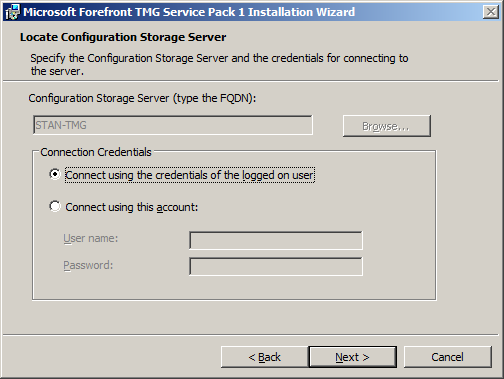 Microsoft Forefront TMG Service Pack 1 Installation Wizard
Locate Configuration Storage Server
Specify the Configuration Storage Server and the credentials for connecting to
the server.
Configuration Storage Server (type the FQDN):
STAN-TMG
Browse...
Connection Credentials
Connect using the credentials of the logged on user
Connect using this account:
User name:
Password:
< Back
Next >
Cancel